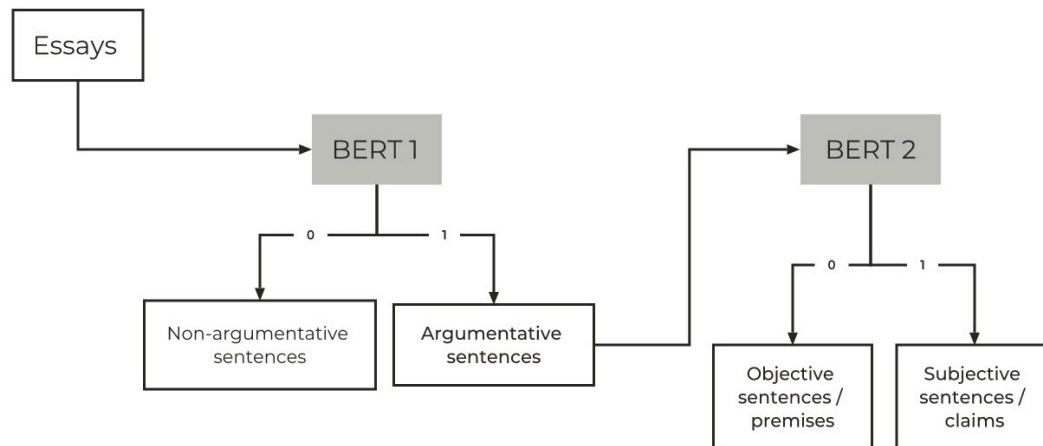 Essays
BERT 1
BERT 2
0
1
0
1
Non-argumentative
sentences
Argumentative
sentences
Objective
sentences /
premises
Subjective
sentences /
claims